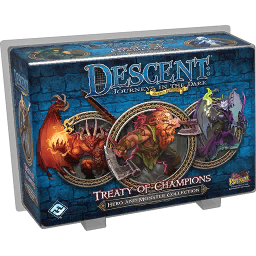 DESCENT:
JOURNEYS IN THE DARK
TREATY OF CHAMPIONS
HERO AND MONSTER COLLECTION